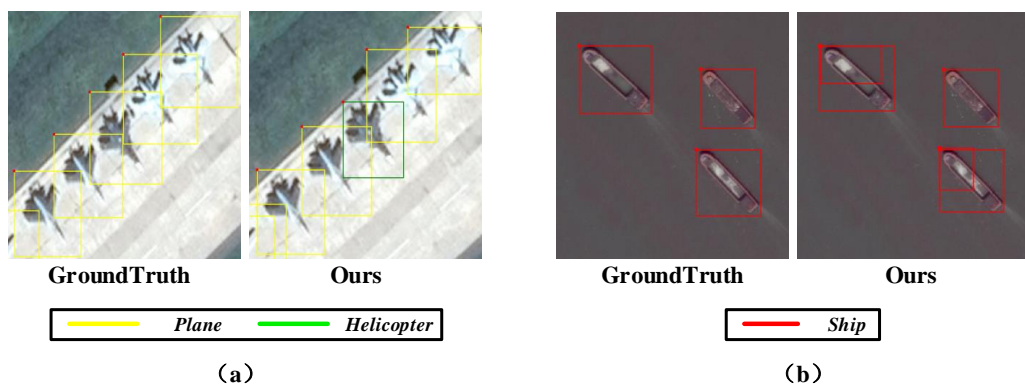 GroundTruth Ours GroundTruth Ours
Plane Helicopter Ship
（a） （b）